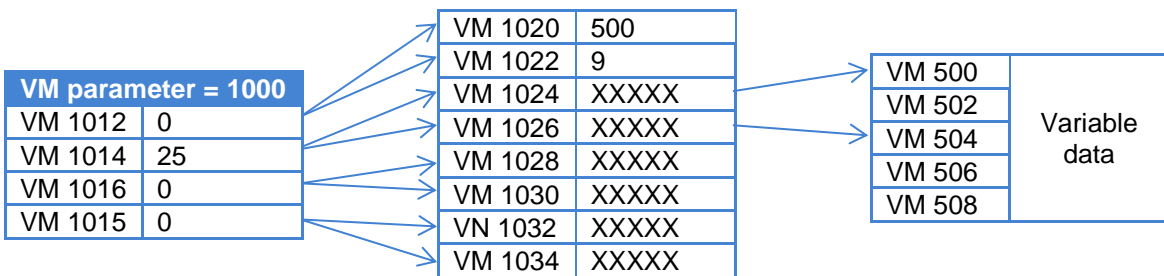 VM parameter = 1000
VM 1012 0
VM 1014 25
VM 1016 0
VM 1015 0
VM 1020 500
VM 1022 9
VM 1024 XXXXX
VM 1026 XXXXX
VM 1028 XXXXX
VM 1030 XXXXX
VN 1032 XXXXX
VM 1034 XXXXX
VM 500
VM 502
VM 504
VM 506
VM 508
Variable
data